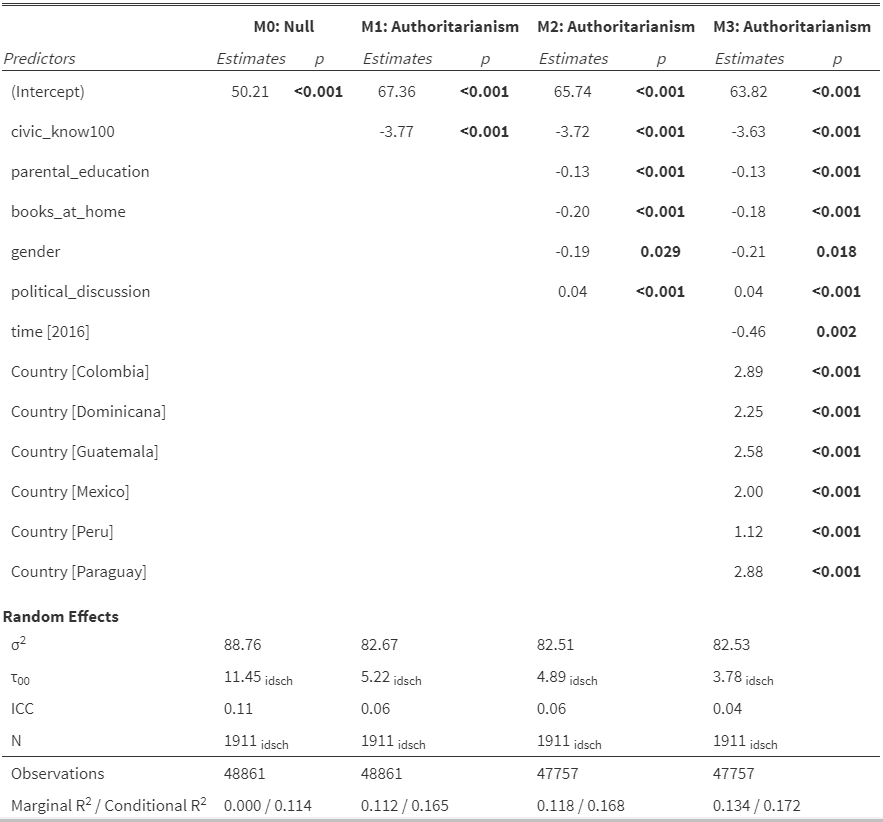 M0: Null M1: Authoritarianism M2: Authoritarianism M3: Authoritarianism
Predictors Estimates p Estimates p Estimates p Estimates p
(Intercept) 50.21 <0.001 67.36 <0.001 65.74 <0.001 63.82 <0.001
civic_know100 -3.77 <0.001 -3.72 <0.001 -3.63 <0.001
parental_education -0.13 <0.001 -0.13 <0.001
books_at_home -0.20 <0.001 -0.18 <0.001
gender -0.19 0.029 -0.21 0.018
political_discussion 0.04 <0.001 0.04 <0.001
time [2016] -0.46 0.002
Country [Colombia] 2.89 <0.001
Country [Dominicana] 2.25 <0.001
Country [Guatemala] 2.58 <0.001
Country [Mexico] 2.00 <0.001
Country [Peru] 1.12 <0.001
Country [Paraguay] 2.88 <0.001
Random Effects
σ² 88.76 82.67 82.51 82.53
τ₀₀ 11.45 idsch 5.22 idsch 4.89 idsch 3.78 idsch
ICC 0.11 0.06 0.06 0.04
N 1911 idsch 1911 idsch 1911 idsch 1911 idsch
Observations 48861 48861 47757 47757
Marginal R² / Conditional R² 0.000 / 0.114 0.112 / 0.165 0.118 / 0.168 0.134 / 0.172